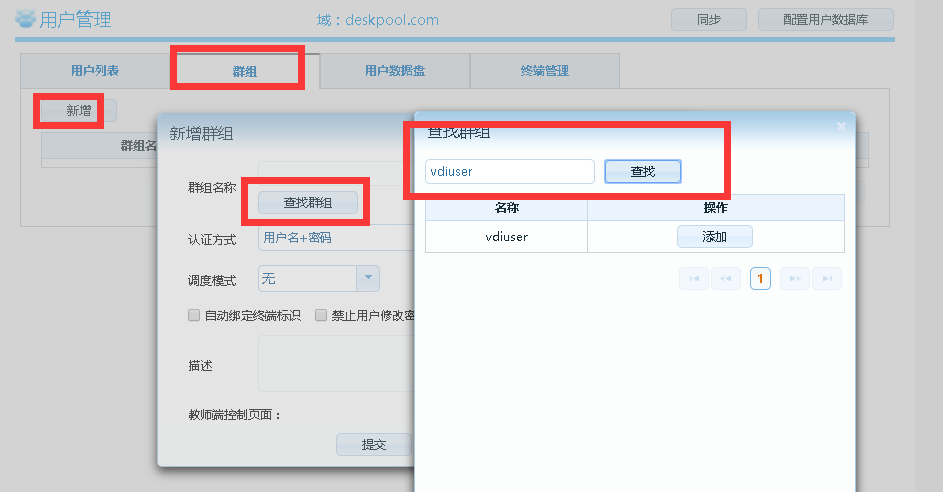 用户管理
域：deskpool.com
同步
配置用户数据库
用户列表
群组
用户数据盘
终端管理
新增
群组名
新增群组
群组名称
查找群组
认证方式
用户名+密码
调度模式
无
自动绑定终端标识
禁止用户修改密
描述
教师端控制页面：
提交
查找群组
vdiuser
查找
名称
操作
vdiuser
添加
1